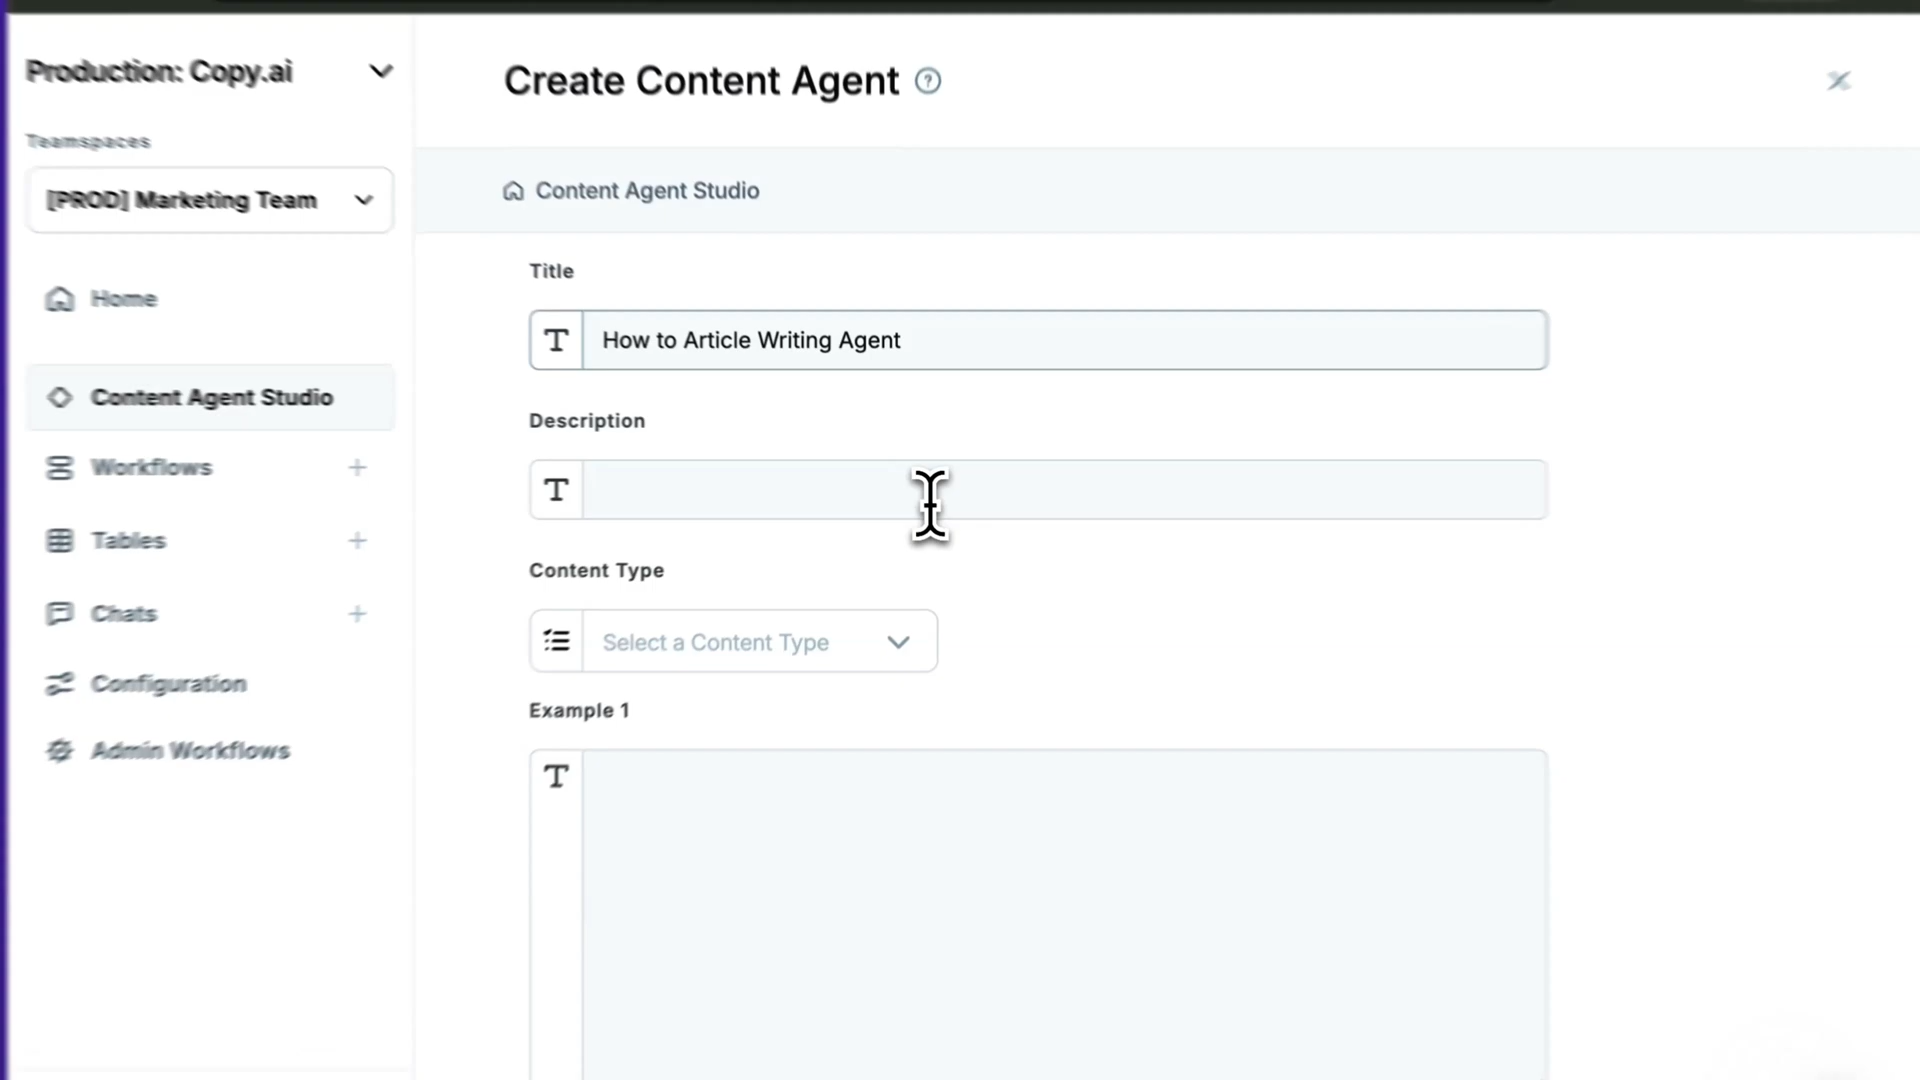 Production: Copy.ai
Teamspaces
[PROD] Marketing Team
Home
Content Agent Studio
Workflows
Tables
Chats
Configuration
Admin Workflows
Create Content Agent
Content Agent Studio
Title
How to Article Writing Agent
Description
Content Type
Select a Content Type
Example 1